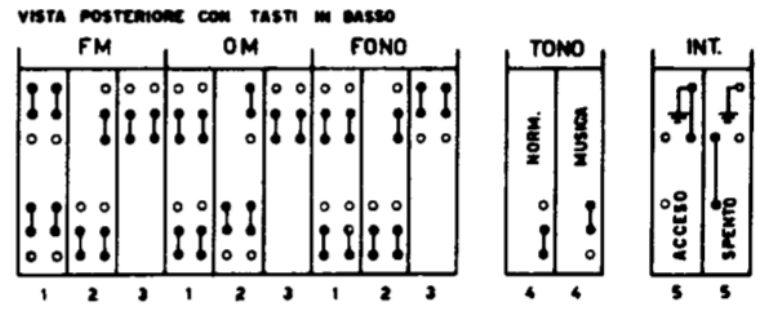 VISTA POSTERIORE CON TASTI IN BASSO
FM OM FONO TONO INT.
NORM. MUSICA ACCESO SPENTO
1 2 3 1 2 3 1 2 3 4 4 5 5